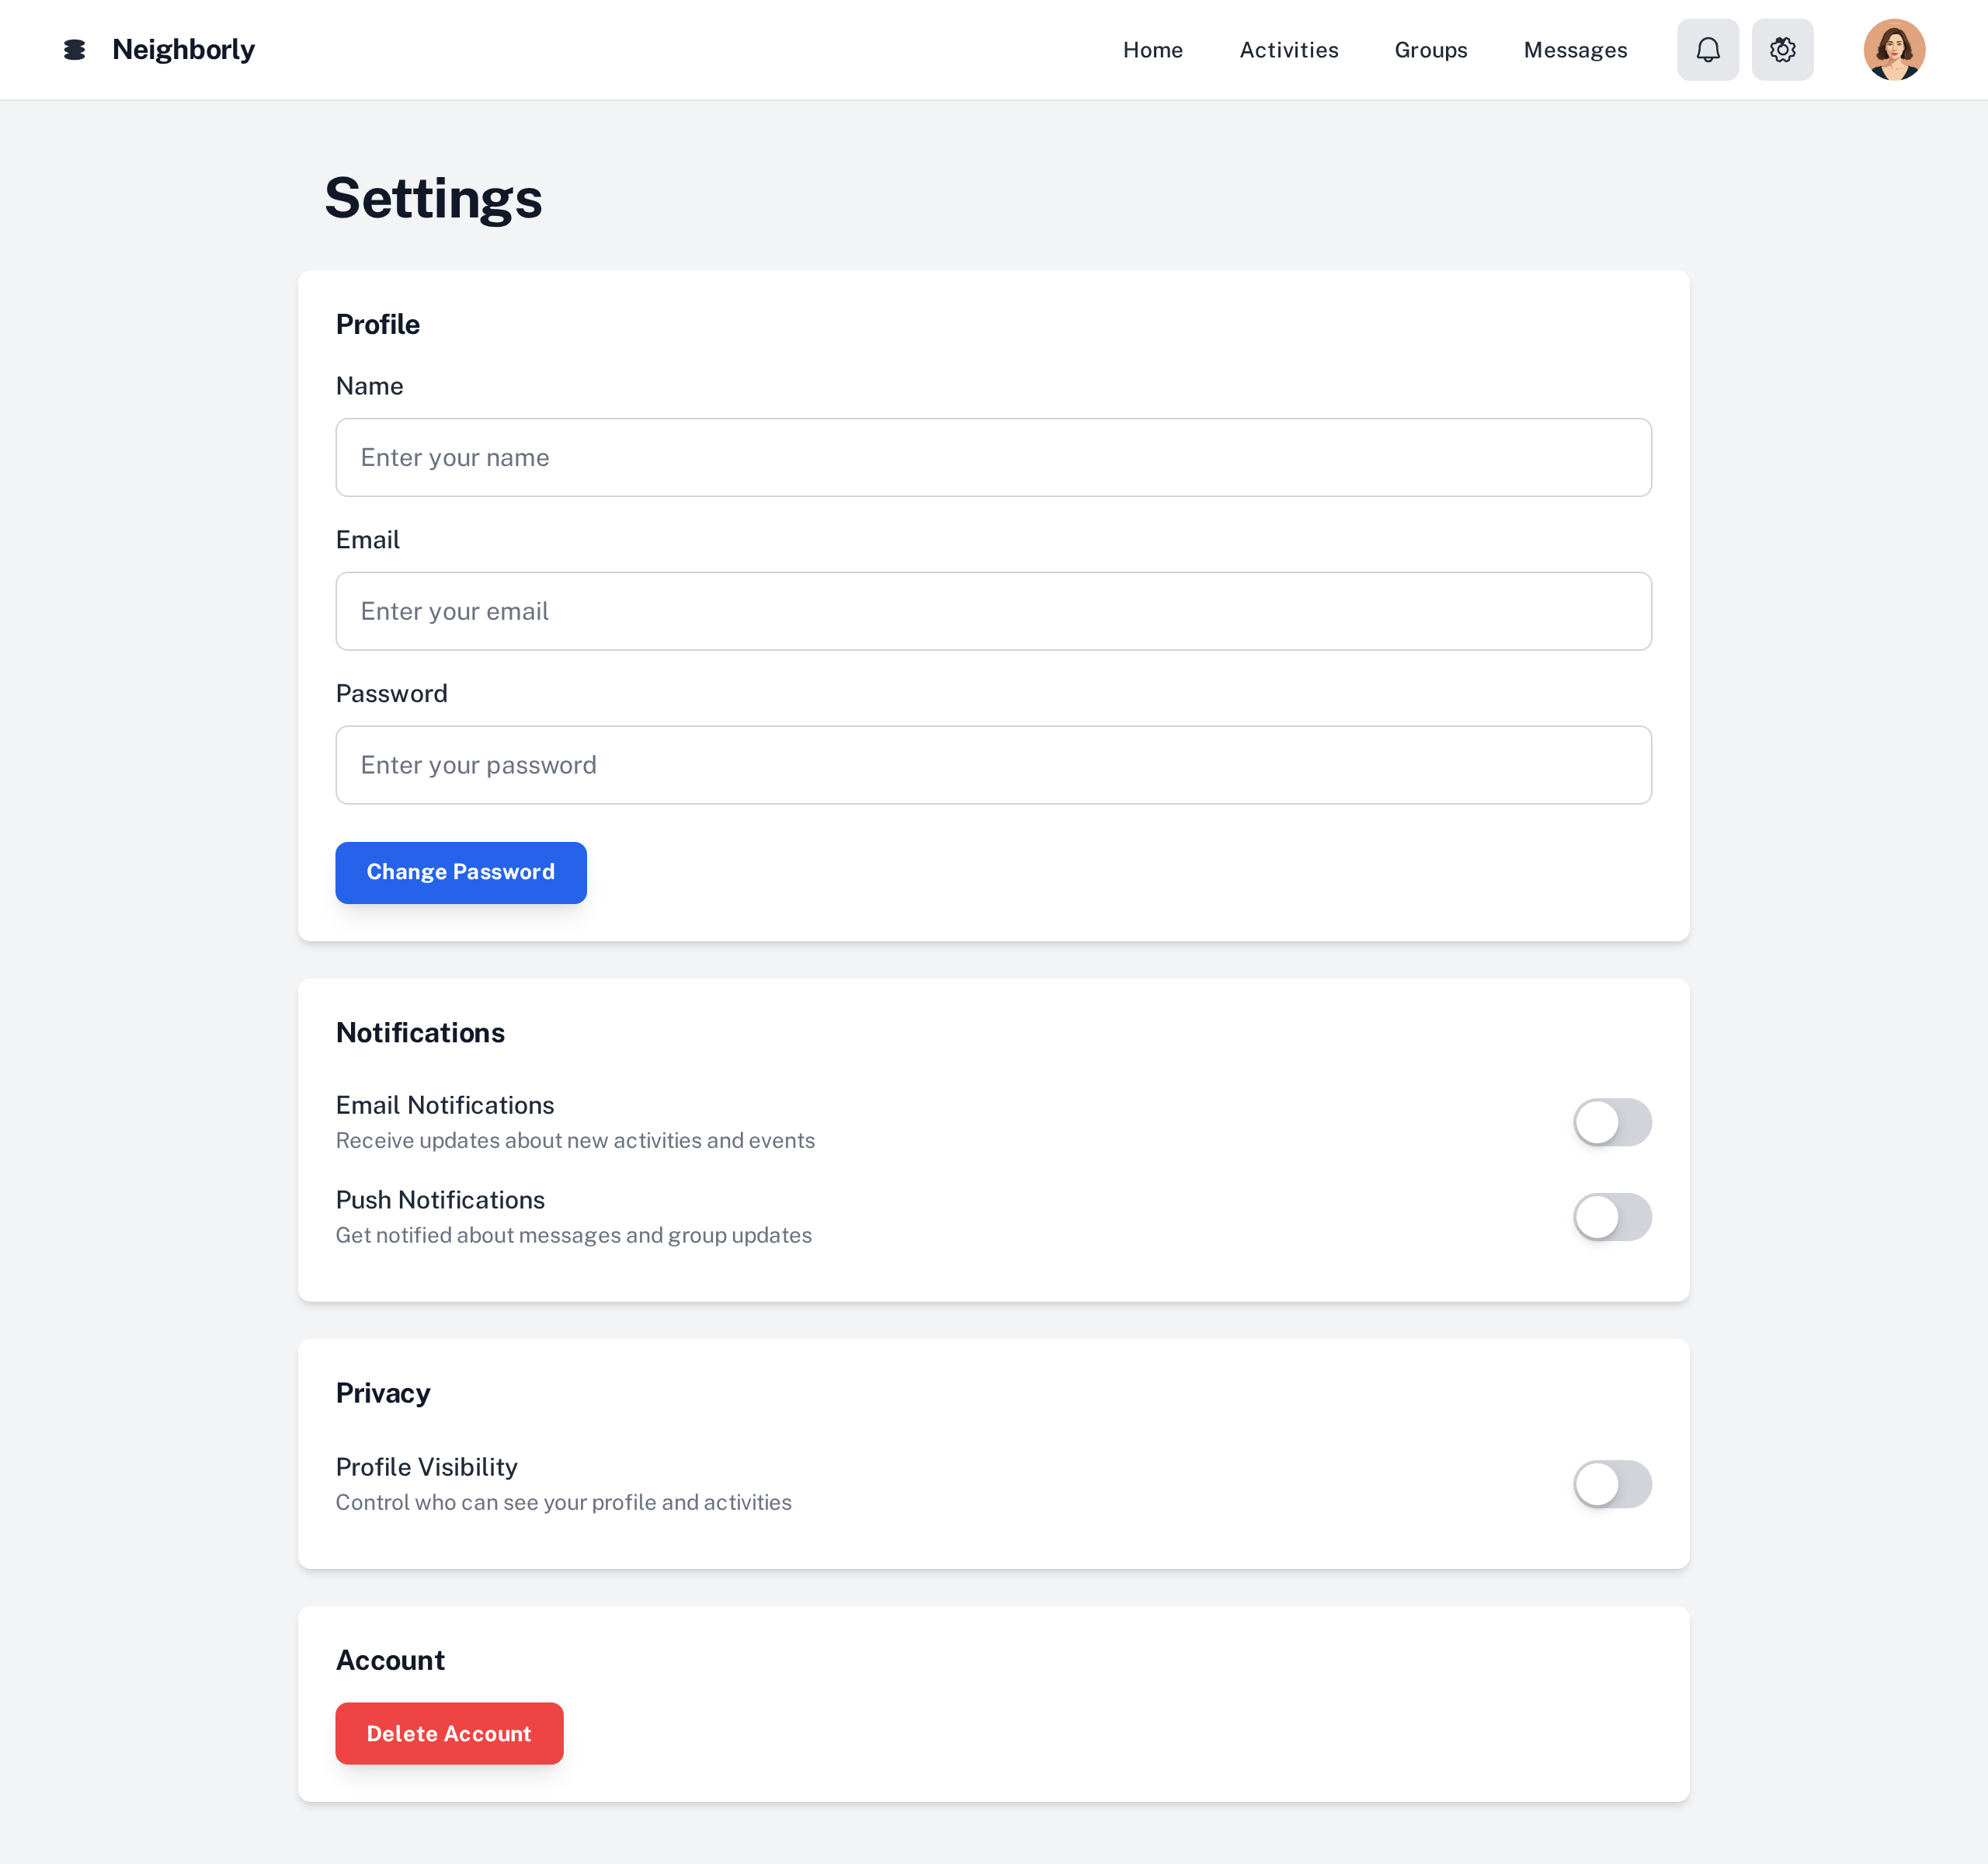 Neighborly
Home
Activities
Groups
Messages
Settings
Profile
Name
Enter your name
Email
Enter your email
Password
Enter your password
Change Password
Notifications
Email Notifications
Receive updates about new activities and events
Push Notifications
Get notified about messages and group updates
Privacy
Profile Visibility
Control who can see your profile and activities
Account
Delete Account